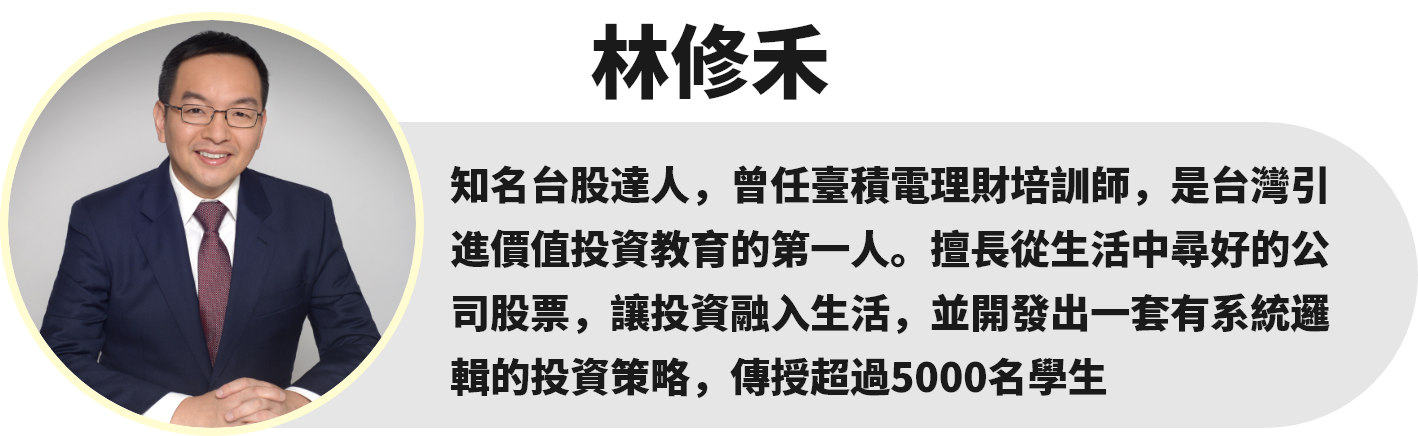 林修禾
知名台股達人，曾任臺積電理財培訓師，是台灣引
進價值投資教育的第一人。擅長從生活中尋好的公
司股票，讓投資融入生活，並開發出一套有系統邏
輯的投資策略，傳授超過5000名學生